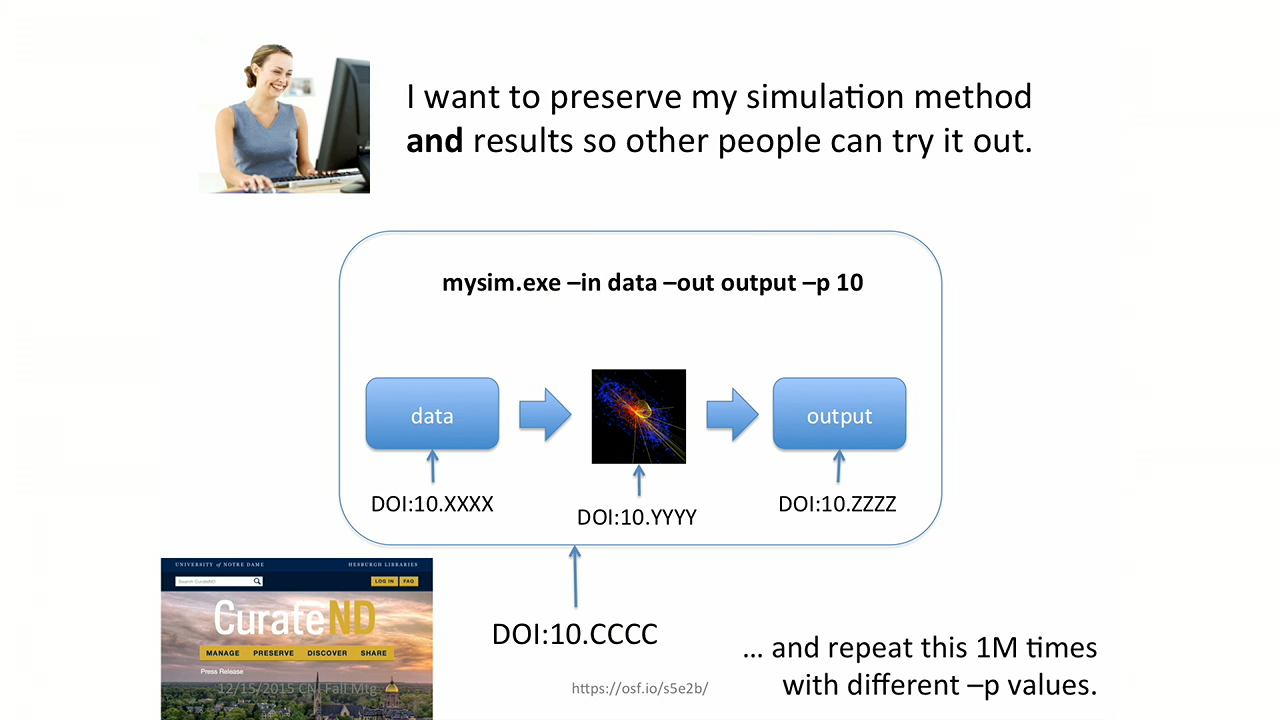 I want to preserve my simulation method
and results so other people can try it out.
mysim.exe –in data –out output –p 10
data
output
DOI:10.XXXX
DOI:10.YYYY
DOI:10.ZZZZ
UNIVERSITY of NOTRE DAME
HESBURGH LIBRARIES
Search CurateND
LOG IN
FAQ
CurateND
MANAGE PRESERVE DISCOVER SHARE
Press Release
DOI:10.CCCC
... and repeat this 1M times
with different –p values.
12/15/2015 CNI Fall Mtg
https://osf.io/s5e2b/